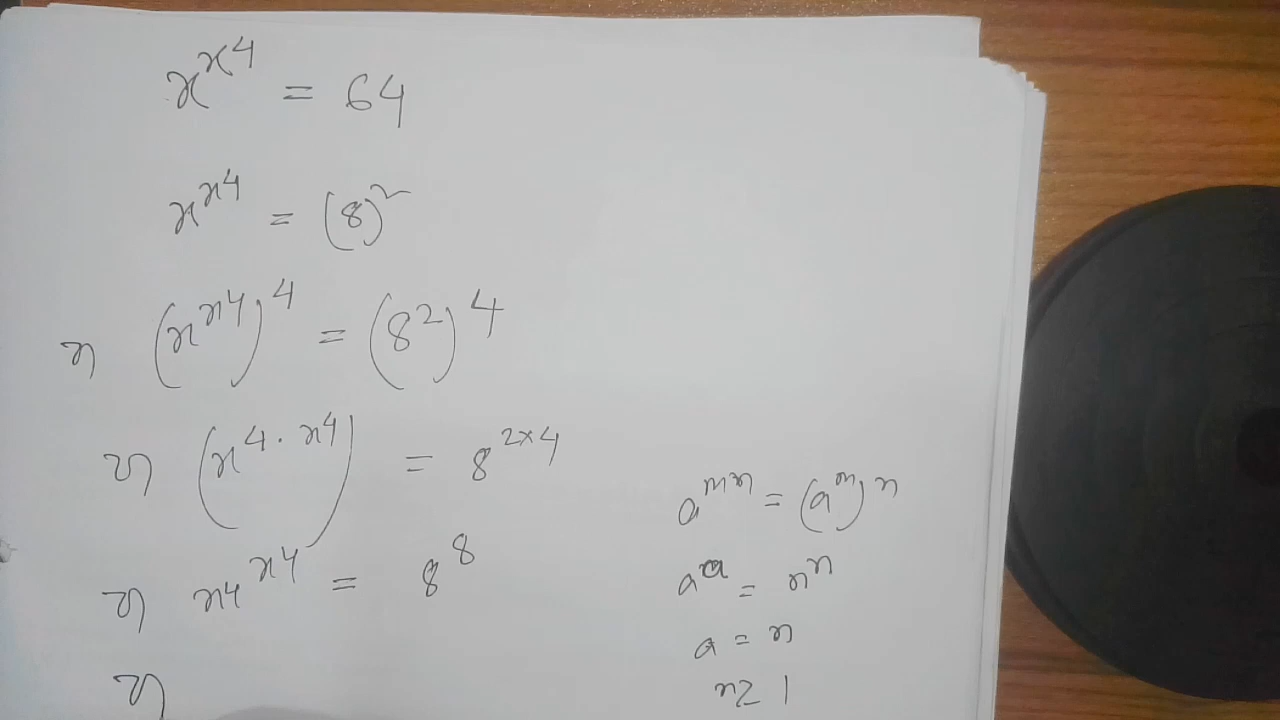 x^{x^4} = 64
x^{x^4} = (8)^2
⇒ (x^{x^4})^4 = (8^2)^4
⇒ (x^{4 · x^4}) = 8^{2×4}
⇒ x^{4^{x^4}} = 8^8
⇒
a^{mn} = (a^m)^n
a^a = n^n
a = n
n ≥ 1